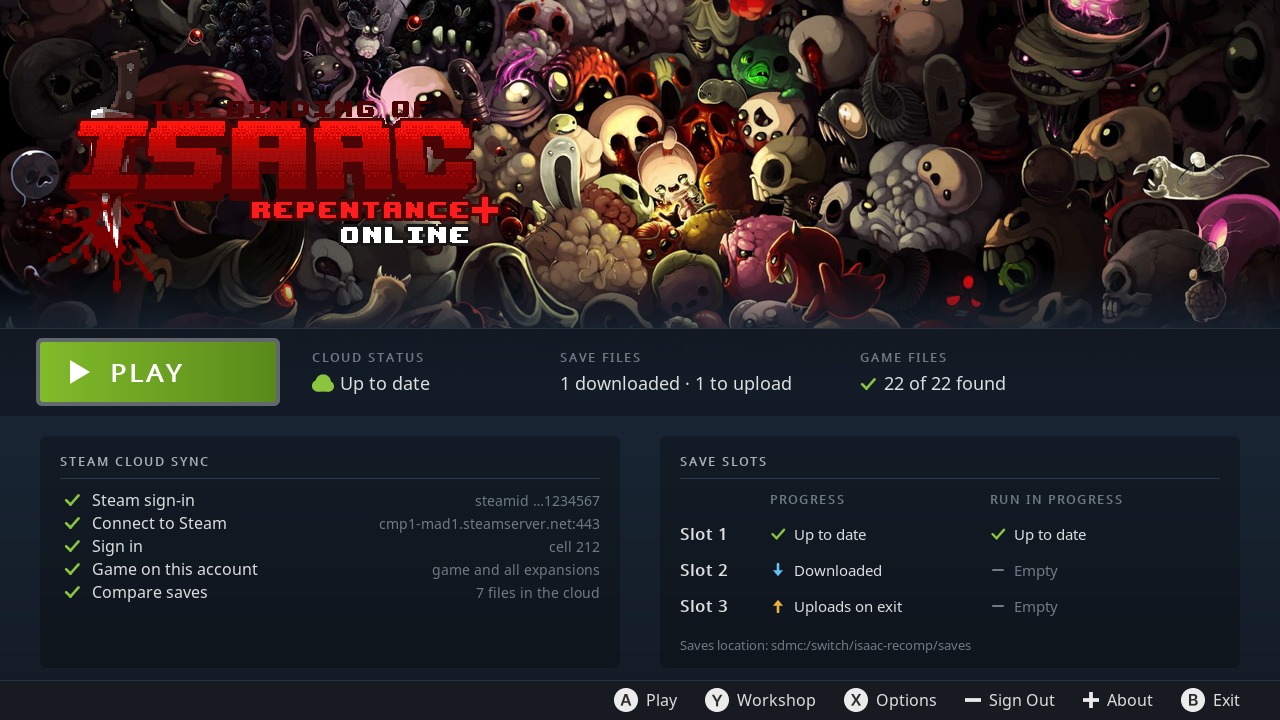 THE BINDING OF
ISAAC
REPENTANCE+
ONLINE
PLAY
CLOUD STATUS
Up to date
SAVE FILES
1 downloaded · 1 to upload
GAME FILES
22 of 22 found
STEAM CLOUD SYNC
Steam sign-in steamid ...1234567
Connect to Steam cmp1-mad1.steamserver.net:443
Sign in cell 212
Game on this account game and all expansions
Compare saves 7 files in the cloud
SAVE SLOTS
PROGRESS RUN IN PROGRESS
Slot 1 Up to date Up to date
Slot 2 Downloaded — Empty
Slot 3 Uploads on exit — Empty
Saves location: sdmc:/switch/isaac-recomp/saves
A Play Y Workshop X Options − Sign Out + About B Exit